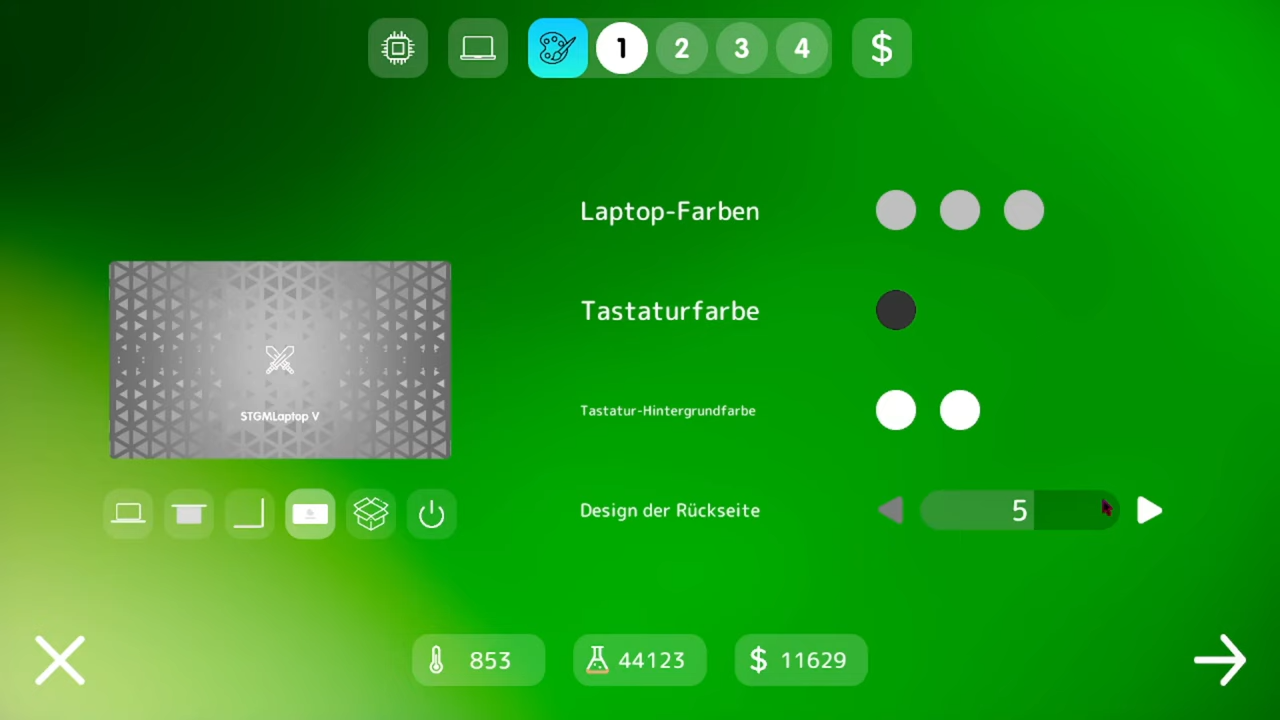 1 2 3 4 $
Laptop-Farben
Tastaturfarbe
Tastatur-Hintergrundfarbe
Design der Rückseite
5
STGMLaptop V
853
44123
$ 11629